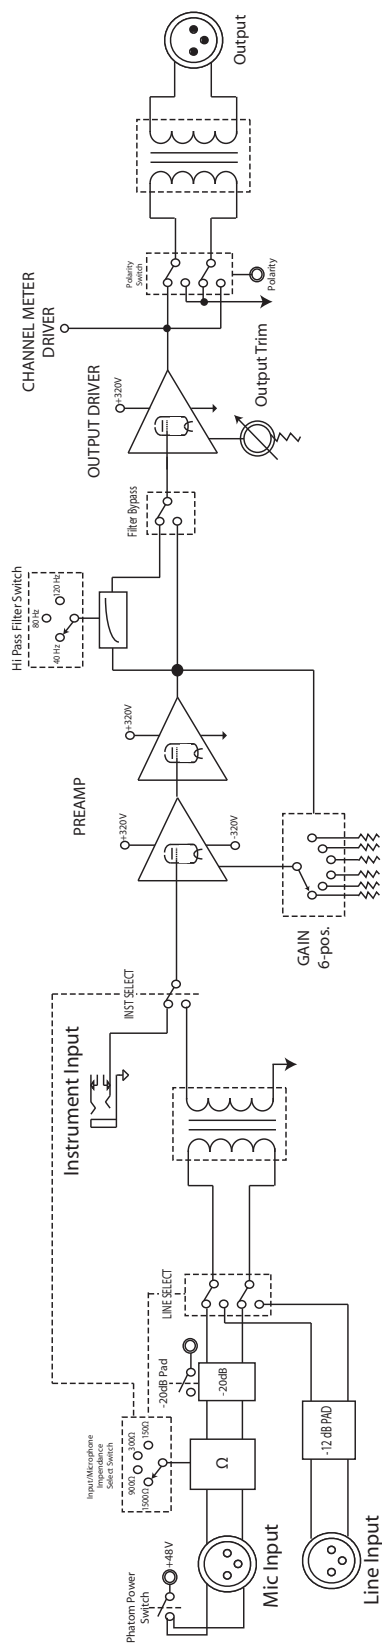 Phatom Power
Switch
+48V
Mic Input
Line Input
Input/Microphone
Impendance
Select Switch
1500Ω
900Ω
300Ω
150Ω
Ω
-12 dB PAD
-20dB Pad
-20dB
LINE SELECT
Instrument Input
INST SELECT
PREAMP
+320V
-320V
+320V
GAIN
6-pos.
Hi Pass Filter Switch
40 Hz
80 Hz
120 Hz
Filter Bypass
OUTPUT DRIVER
+320V
Output Trim
CHANNEL METER
DRIVER
Polarity
Switch
Polarity
Output